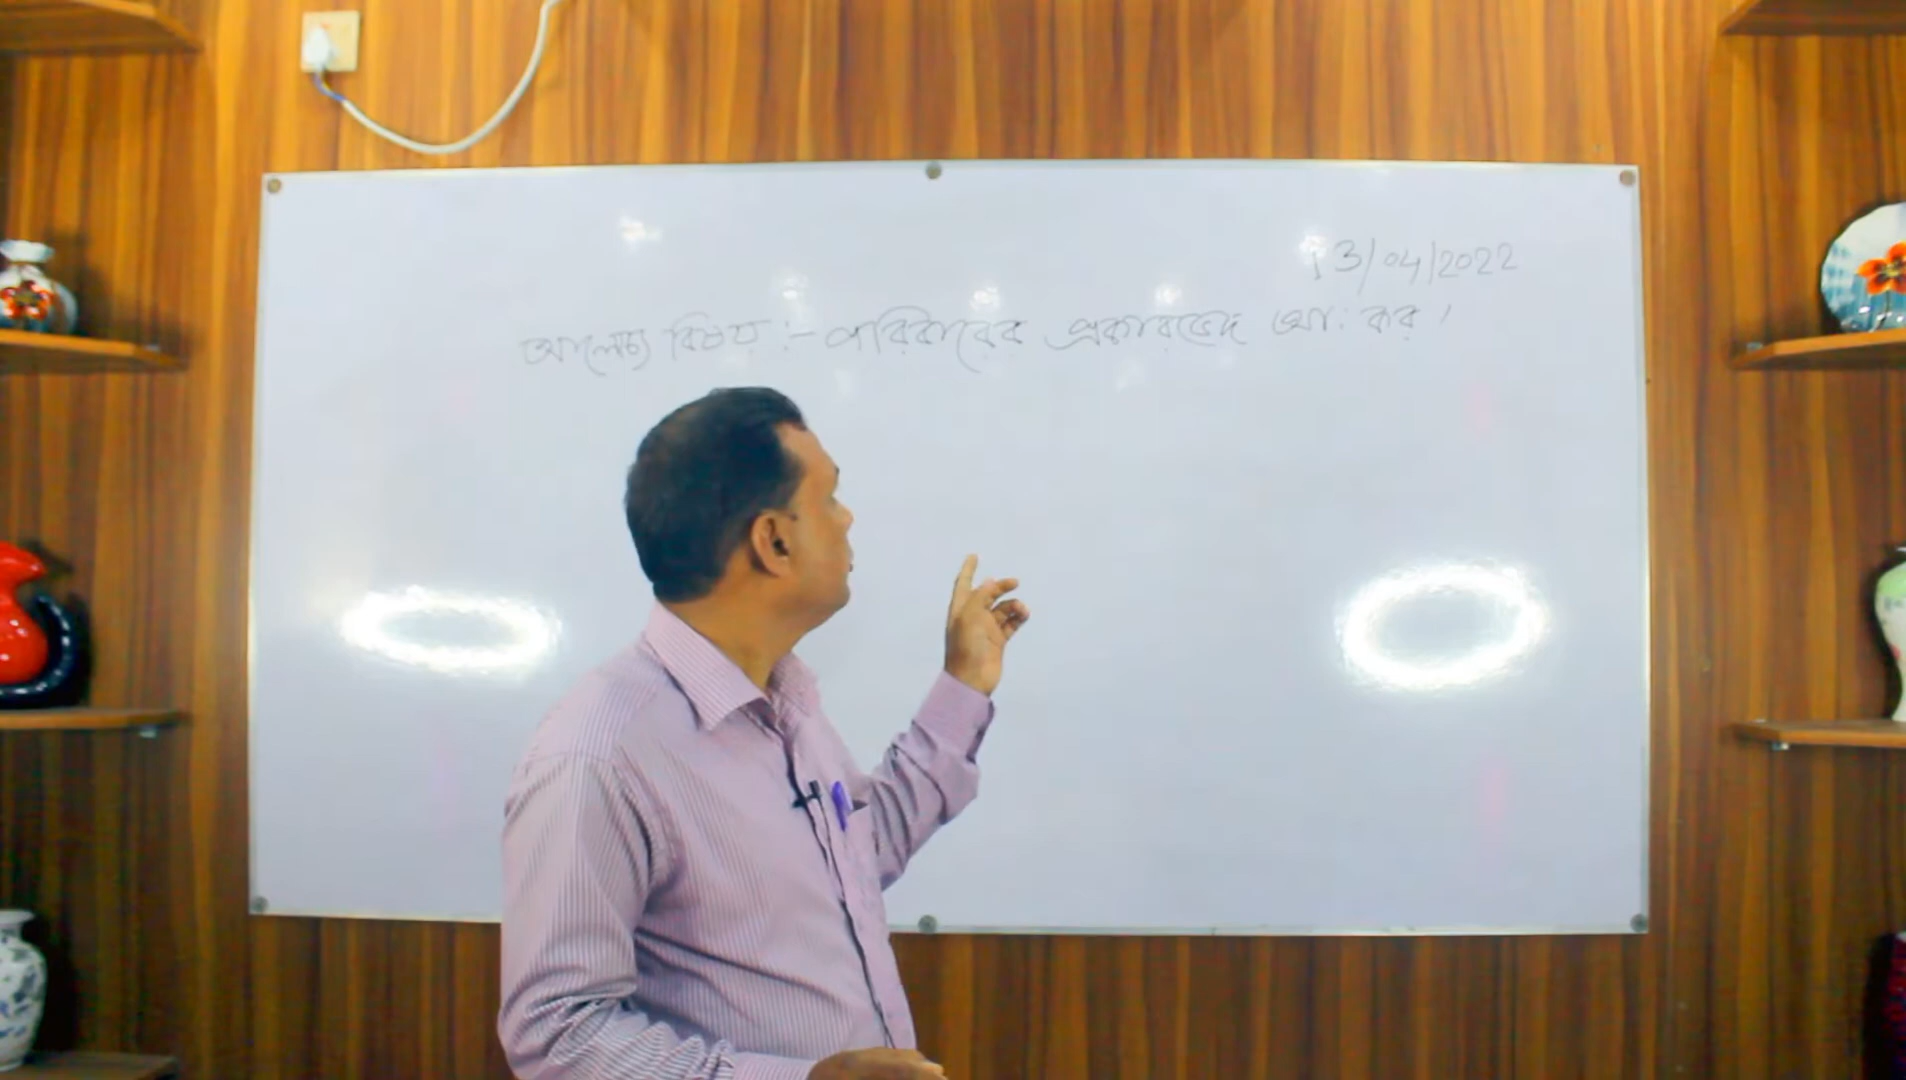 13/04/2022
আলোচ্য বিষয় :- পরিবারের প্রকারভেদ আ: কর।